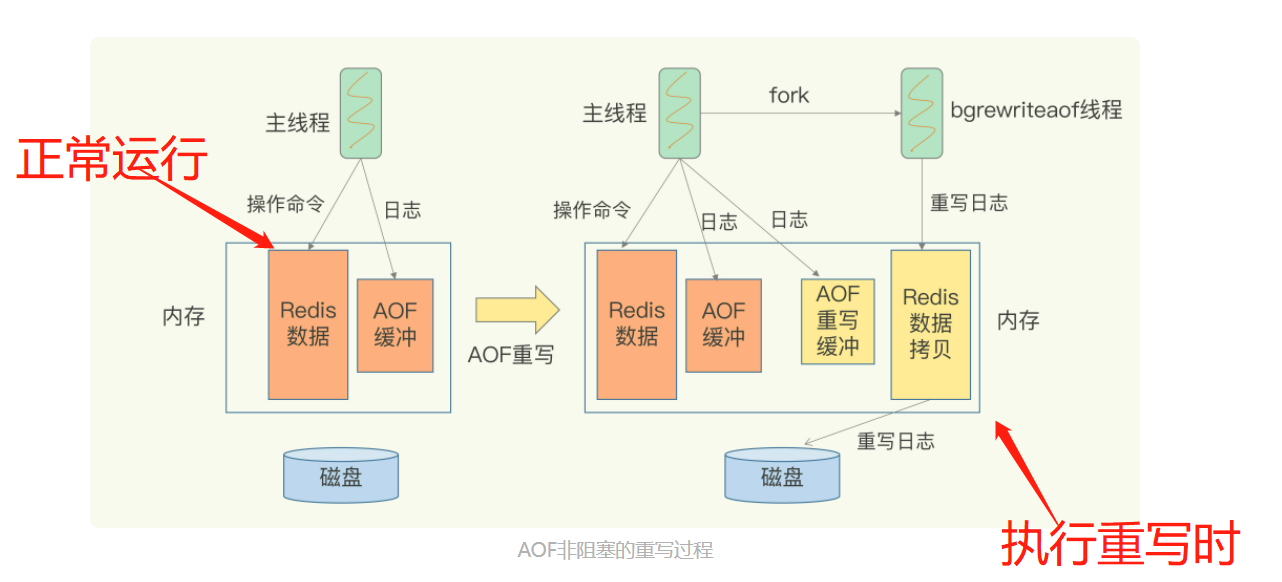 主线程
正常运行
操作命令
日志
内存
Redis
数据
AOF
缓冲
磁盘
AOF重写
主线程
fork
bgrewriteaof线程
操作命令
日志
日志
重写日志
Redis
数据
AOF
缓冲
AOF
重写
缓冲
Redis
数据
拷贝
内存
重写日志
磁盘
执行重写时
AOF非阻塞的重写过程